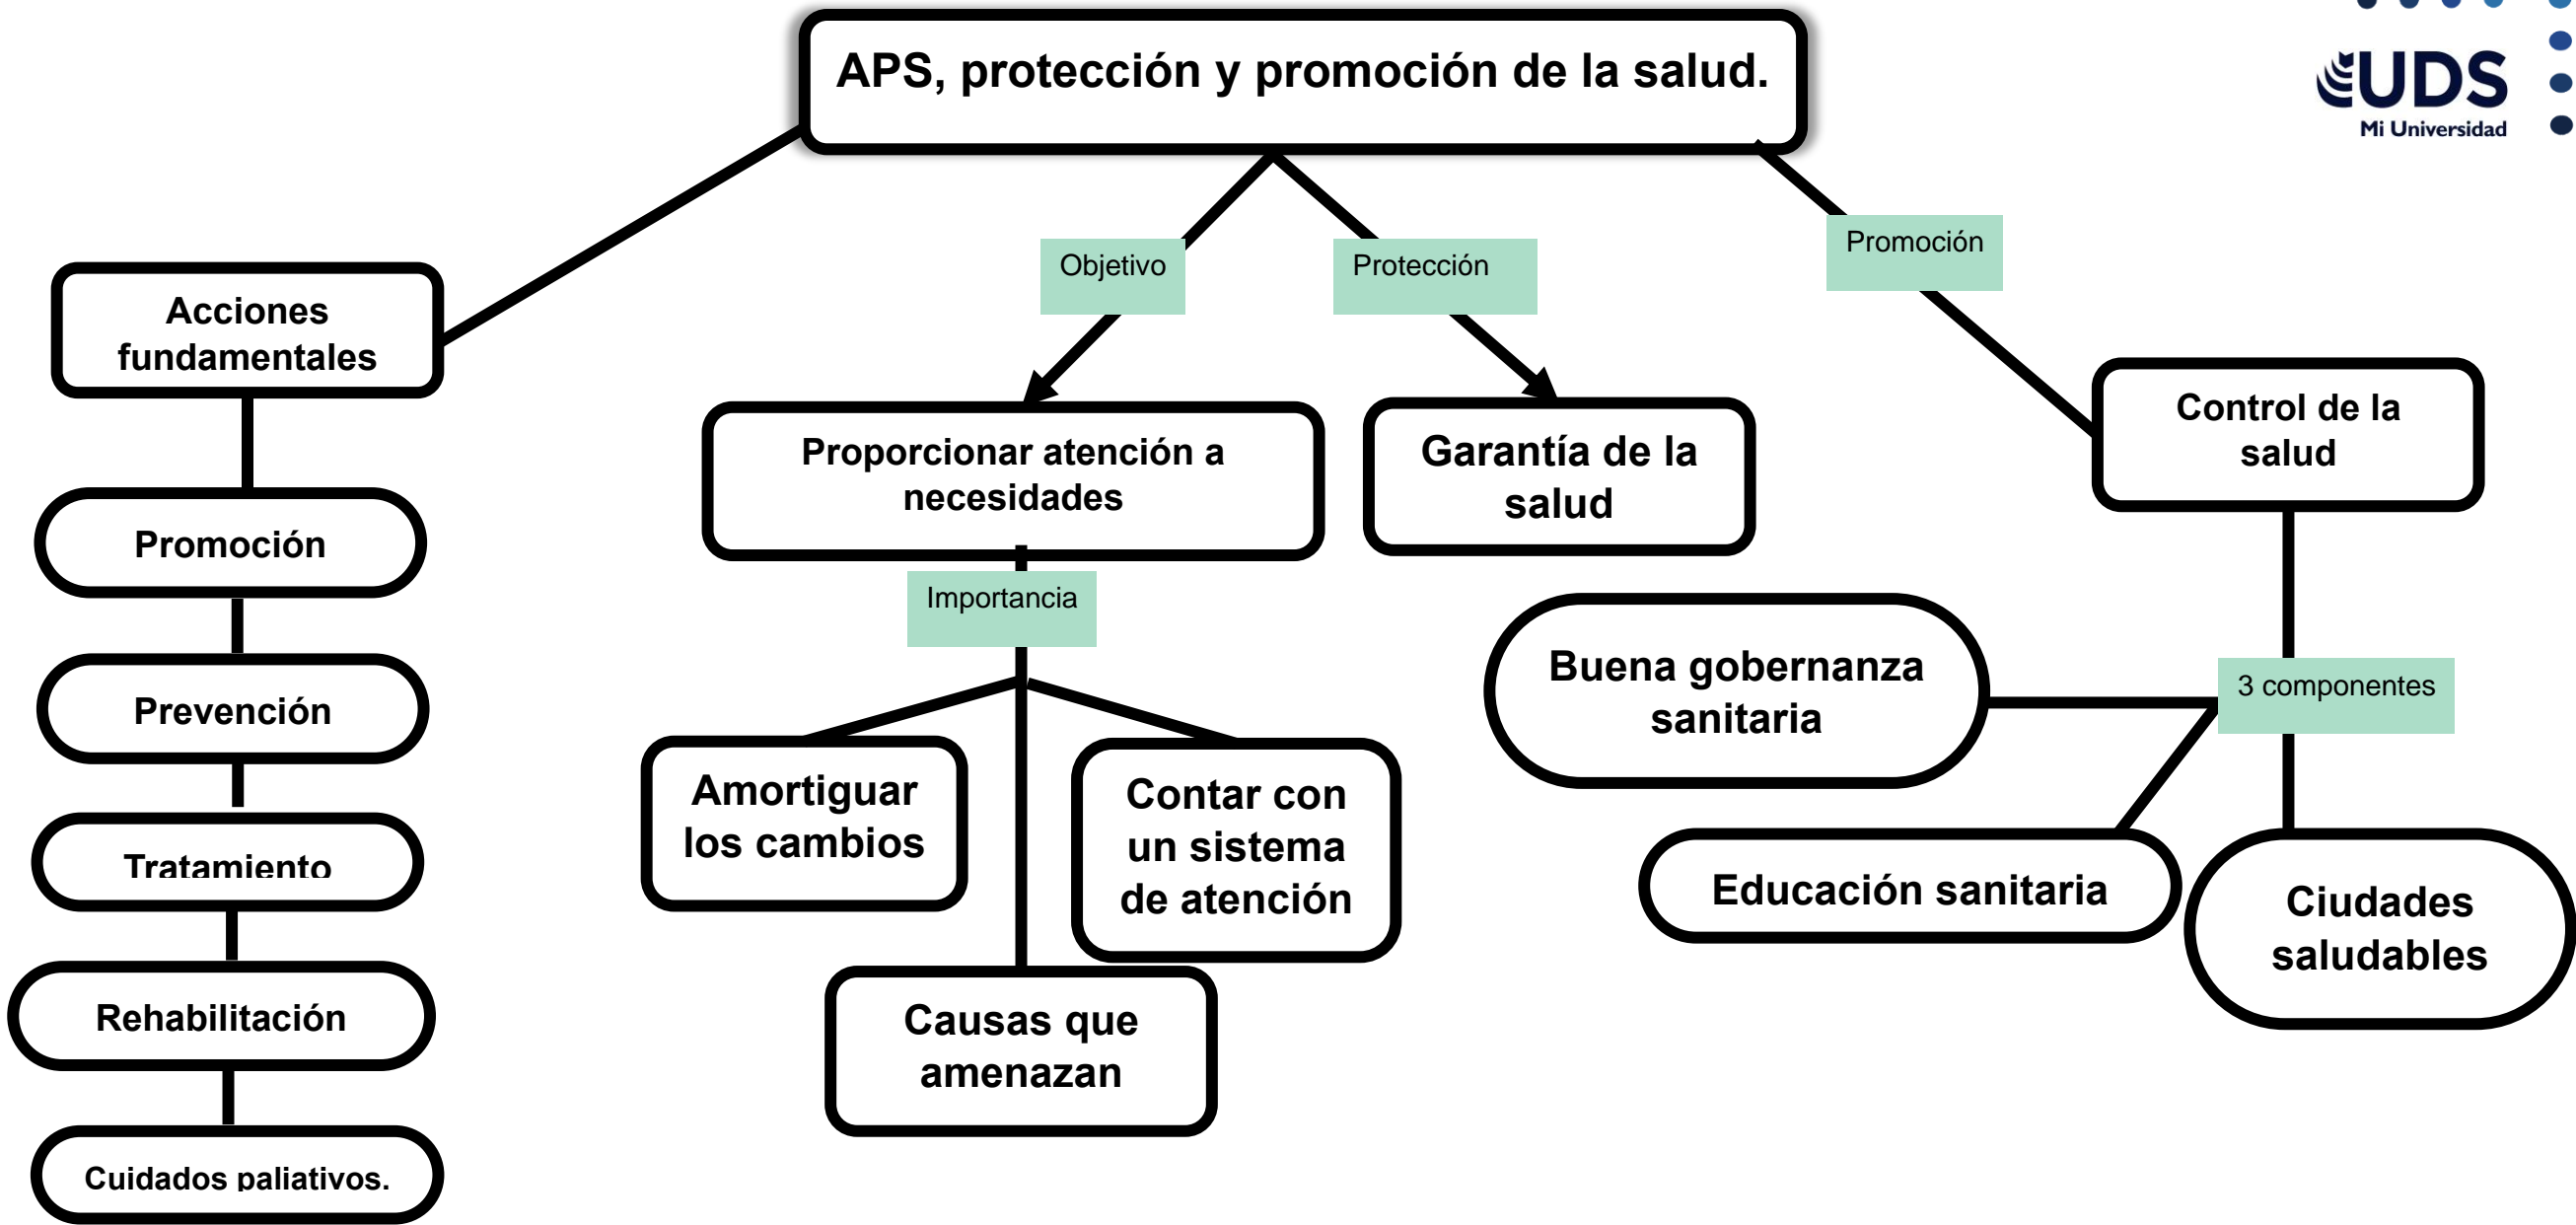 APS, protección y promoción de la salud.
UDS
Mi Universidad
Objetivo
Protección
Promoción
Acciones
fundamentales
Promoción
Prevención
Tratamiento
Rehabilitación
Cuidados paliativos.
Proporcionar atención a
necesidades
Importancia
Amortiguar
los cambios
Causas que
amenazan
Contar con
un sistema
de atención
Garantía de la
salud
Control de la
salud
3 componentes
Buena gobernanza
sanitaria
Educación sanitaria
Ciudades
saludables